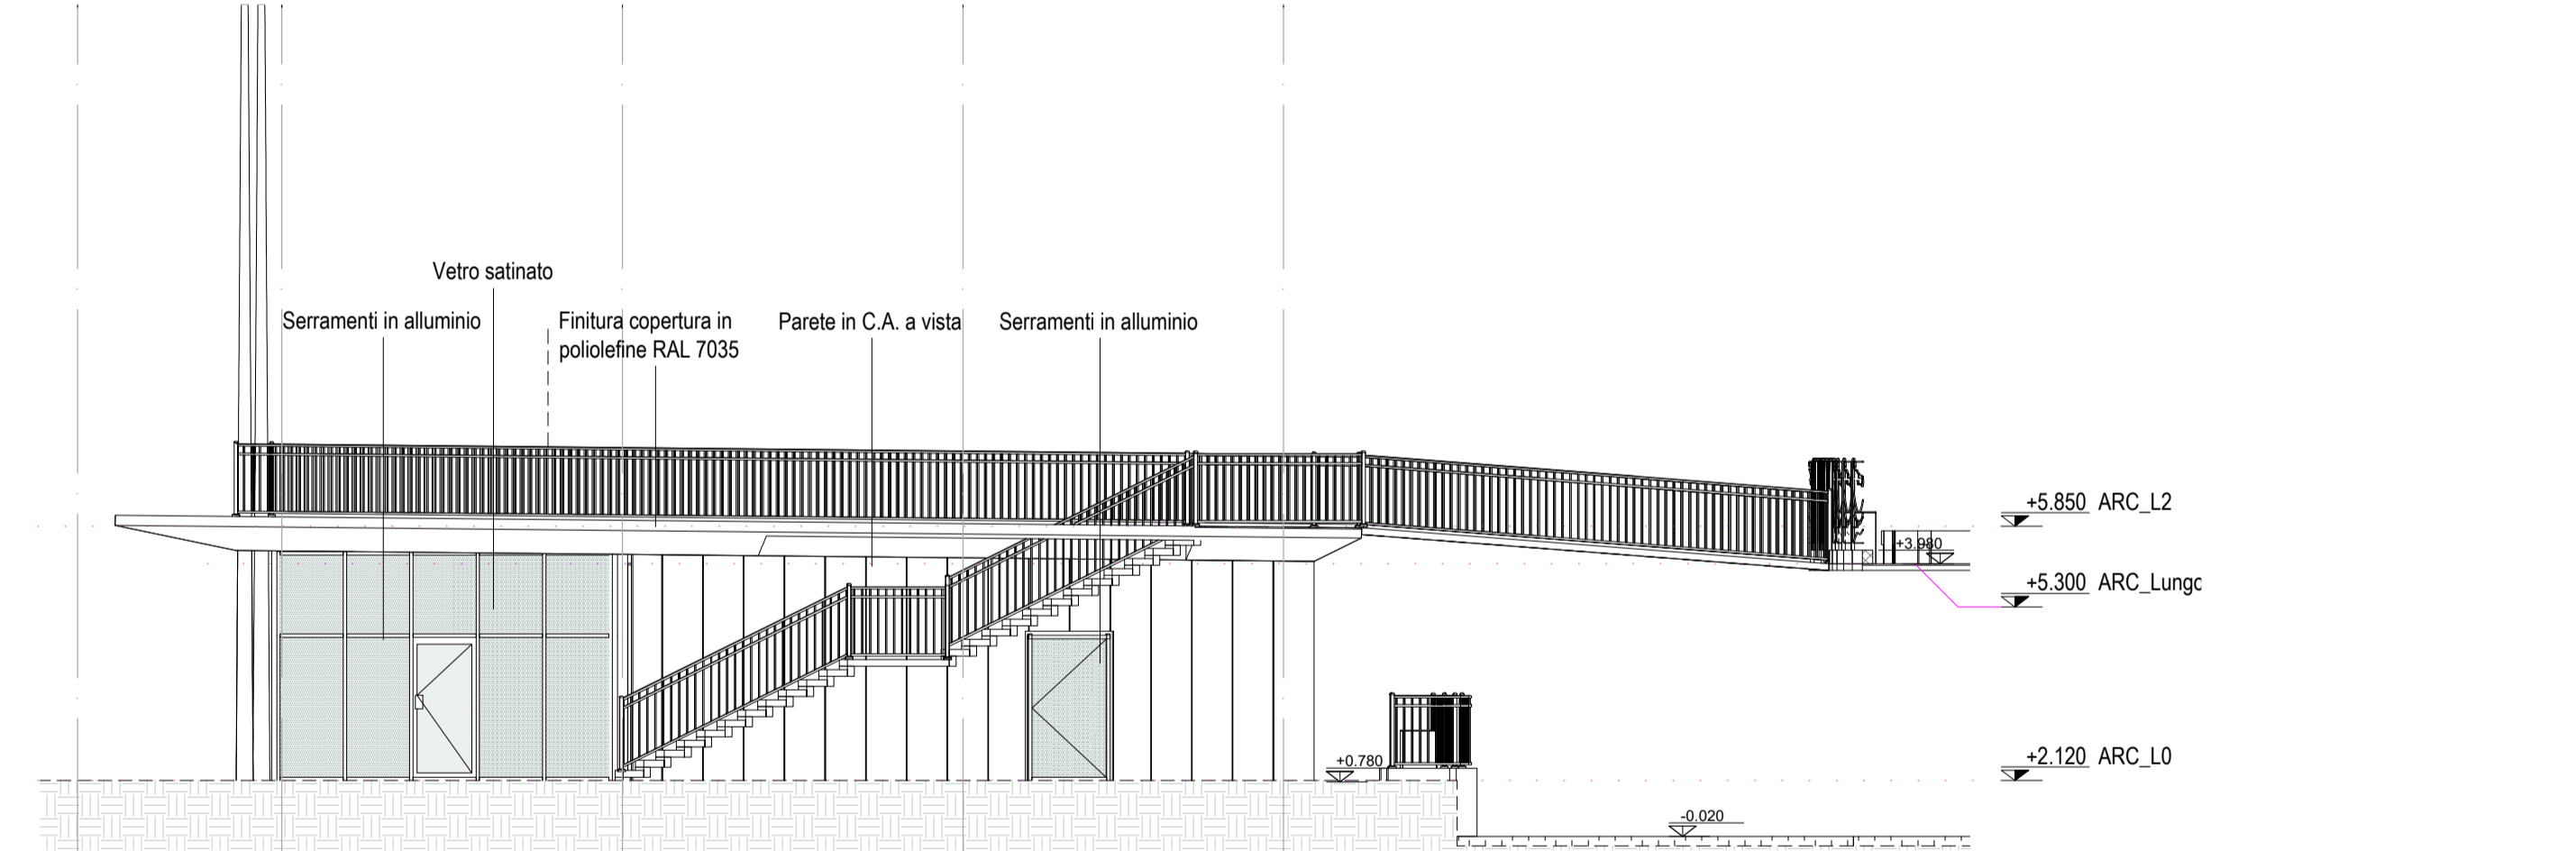 Vetro satinato
Serramenti in alluminio
Finitura copertura in
poliolefine RAL 7035
Parete in C.A. a vista
Serramenti in alluminio
+5.850 ARC_L2
+3.980
+5.300 ARC_Lungo
+2.120 ARC_L0
+0.780
-0.020